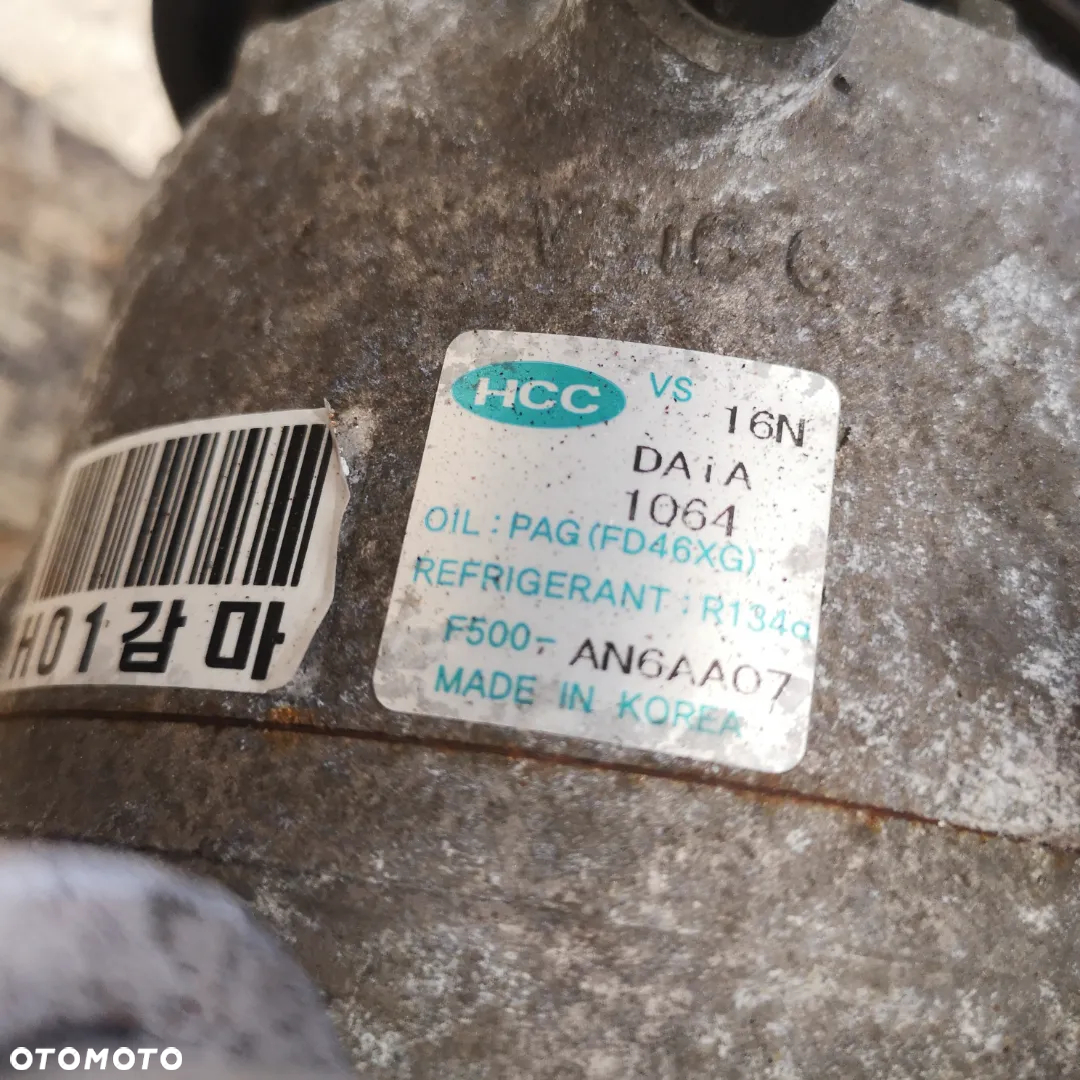 HCC VS 16N
DAiA
1064
OIL : PAG (FD46XG)
REFRIGERANT : R134a
F500- AN6AA07
MADE IN KOREA
H01감마
OTOMOTO